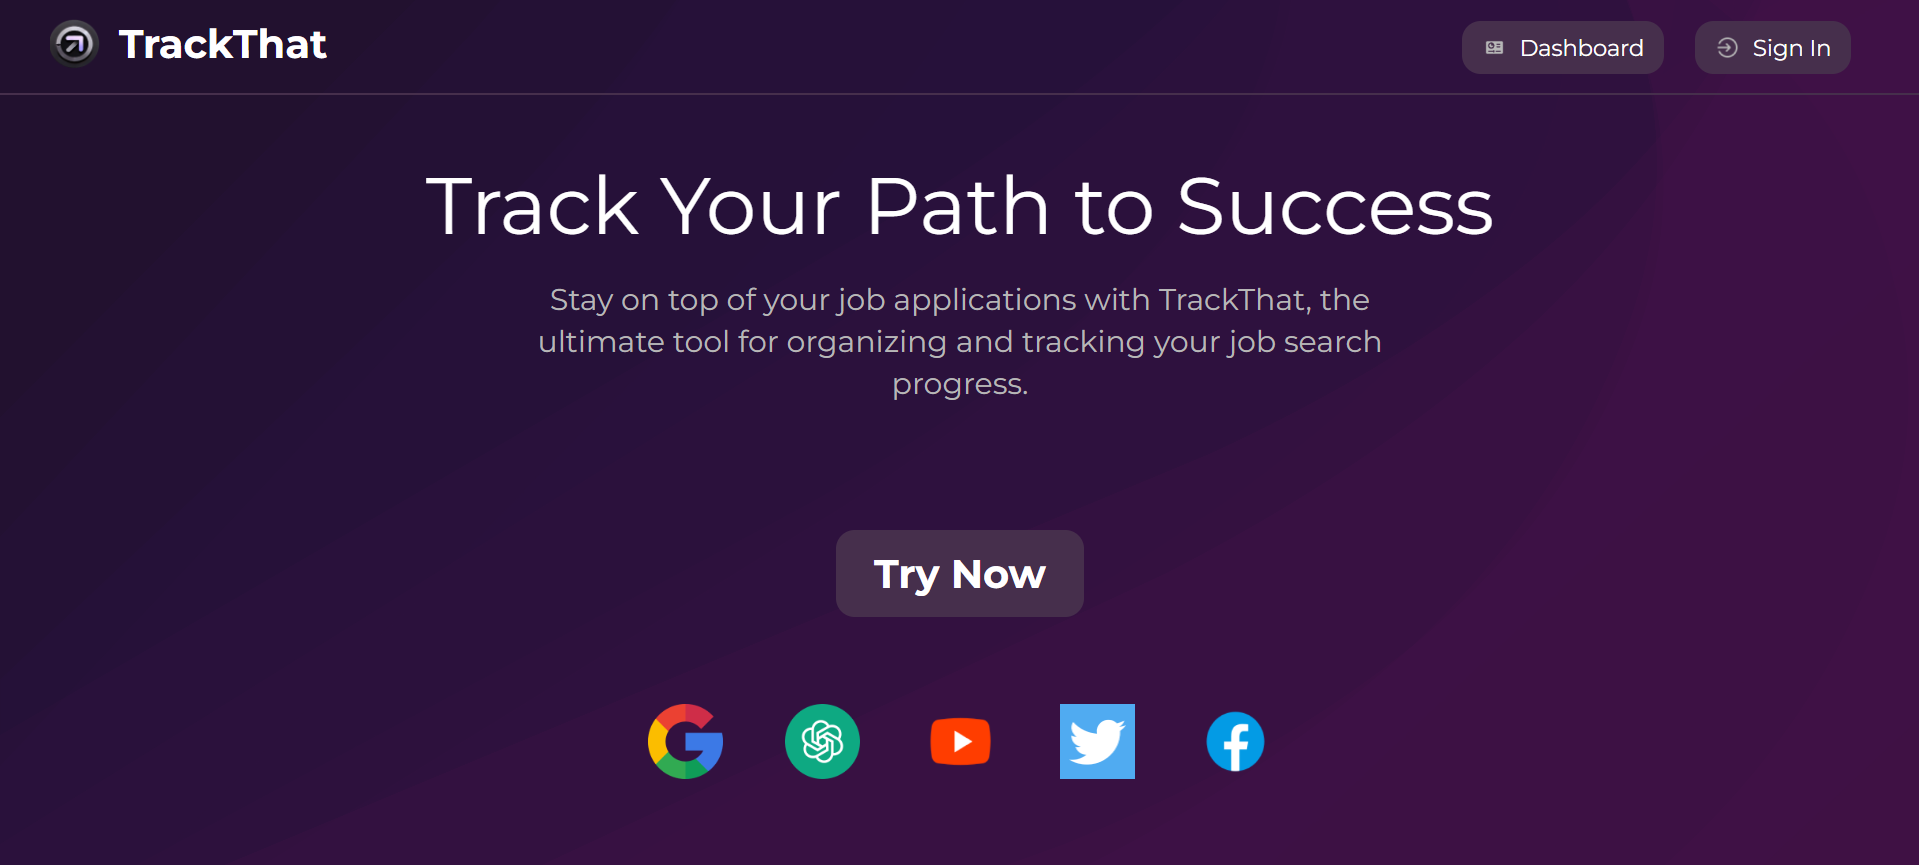 TrackThat
Dashboard
Sign In
Track Your Path to Success
Stay on top of your job applications with TrackThat, the
ultimate tool for organizing and tracking your job search
progress.
Try Now